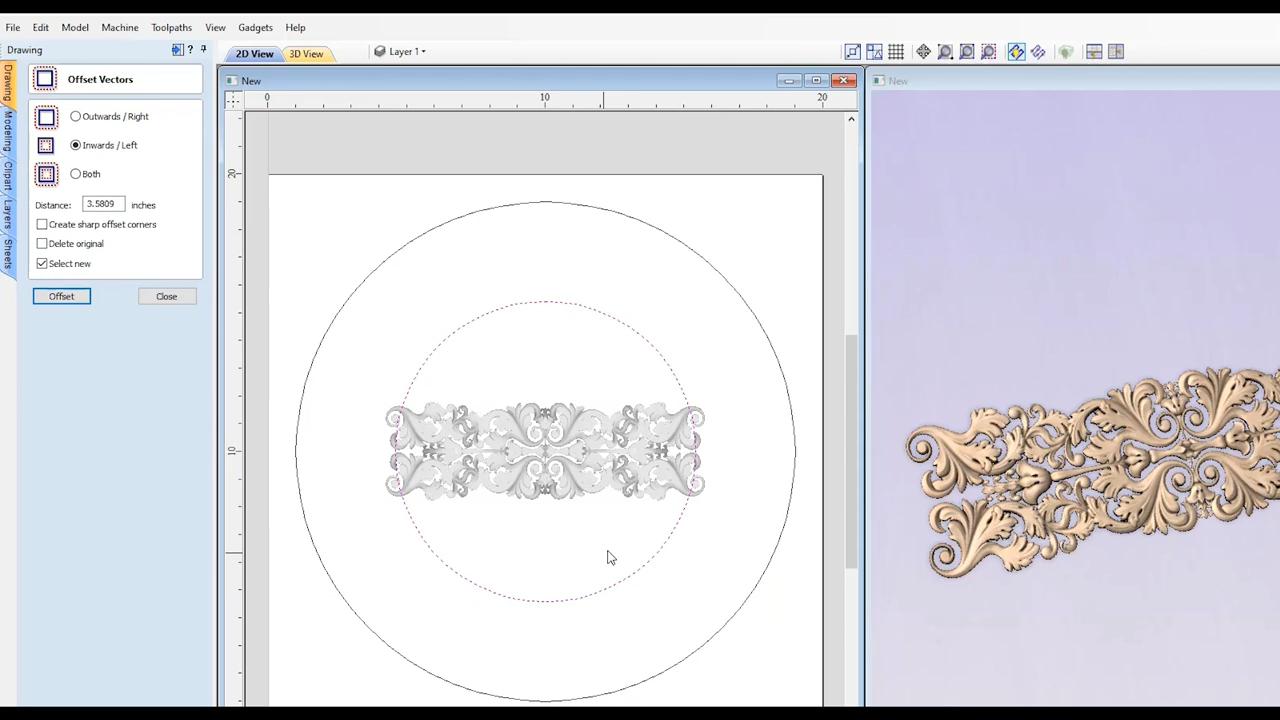 File Edit Model Machine Toolpaths View Gadgets Help
Drawing ?
2D View 3D View Layer 1
Offset Vectors
Outwards / Right
Inwards / Left
Both
Distance: 3.5809 inches
Create sharp offset corners
Delete original
Select new
Offset Close
Drawing
Modeling
Clipart
Layers
Sheets
New
0 10 20
20
10
New